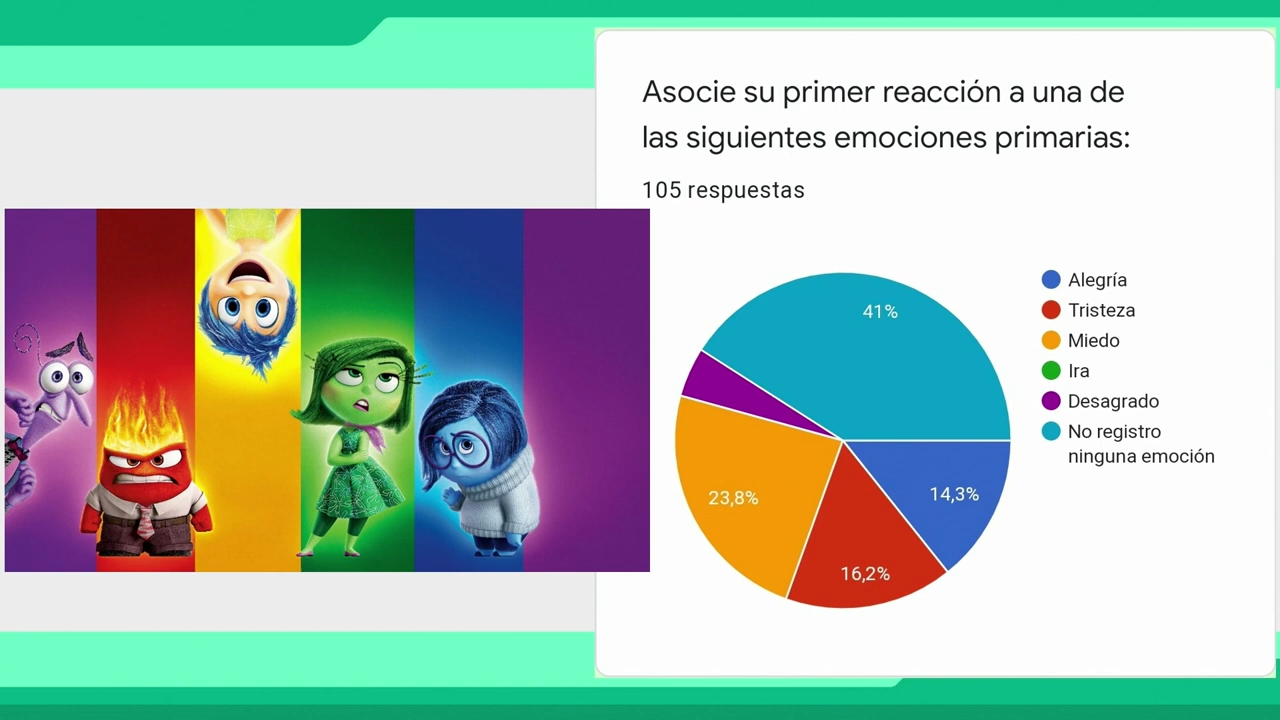 Asocie su primer reacción a una de
las siguientes emociones primarias:
105 respuestas
41%
23,8%
16,2%
14,3%
Alegría
Tristeza
Miedo
Ira
Desagrado
No registro
ninguna emoción